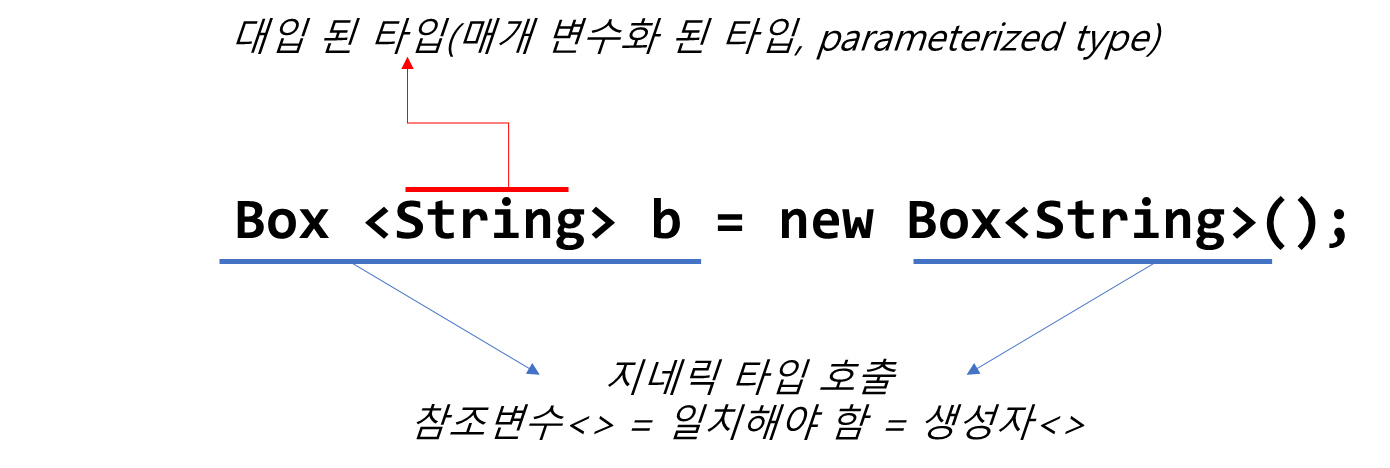 대입 된 타입(매개 변수화 된 타입, parameterized type)
Box <String> b = new Box<String>();
지네릭 타입 호출
참조변수<> = 일치해야 함 = 생성자<>